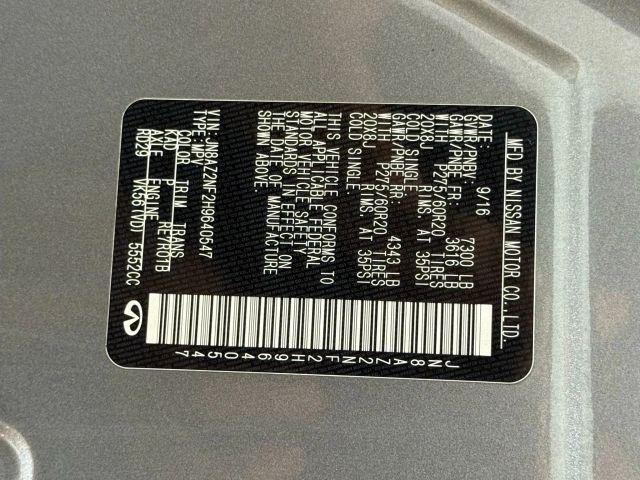 MFD BY NISSAN MOTOR CO.,LTD.
DATE: 9/16
GVWR/PNBV: 7300 LB
GAWR/PNBE FR: 3616 LB
WITH P275/60R20 TIRES
20X8J RIMS, AT 35PSI
COLD SINGLE
GAWR/PNBE RR: 4343 LB
WITH P275/60R20 TIRES
20X8J RIMS, AT 35PSI
COLD SINGLE
THIS VEHICLE CONFORMS TO
ALL APPLICABLE FEDERAL
MOTOR VEHICLE SAFETY
STANDARDS IN EFFECT ON
THE DATE OF MANUFACTURE
SHOWN ABOVE.
VIN: JN8AZ2NF2H9640547
TYPE: MPV
COLOR TRIM TRANS
KAD P RE7R01B
AXLE ENGINE
R029 VK56(VD) 5552CC
JN8AZ2NF2H9640547